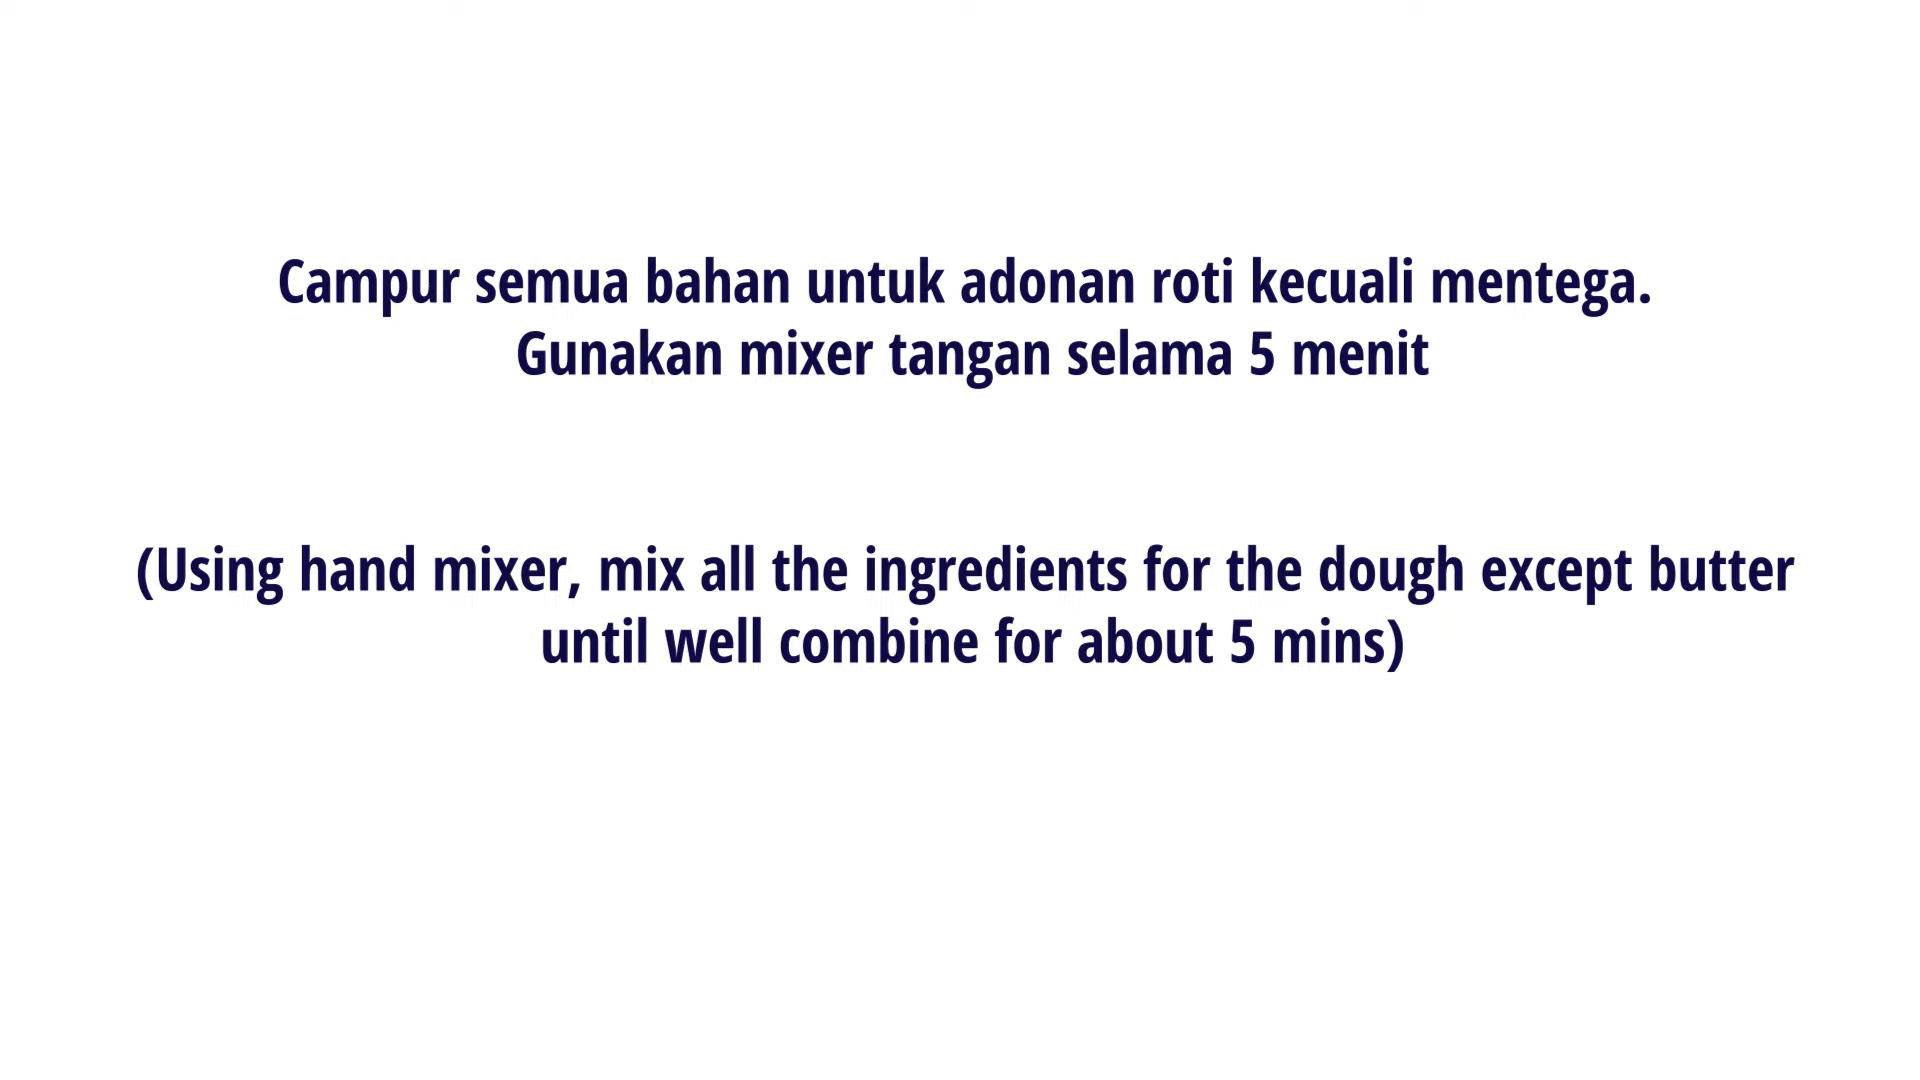 Campur semua bahan untuk adonan roti kecuali mentega.
Gunakan mixer tangan selama 5 menit
(Using hand mixer, mix all the ingredients for the dough except butter
until well combine for about 5 mins)